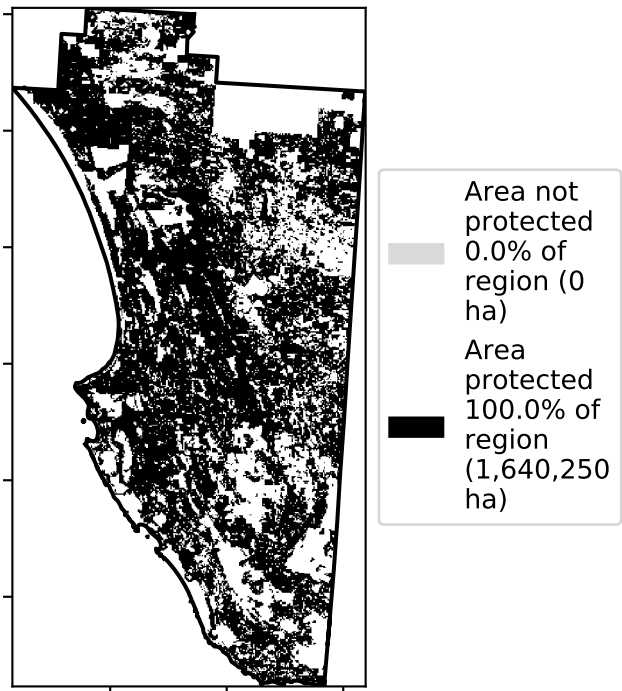 Area not
protected
0.0% of
region (0
ha)
Area
protected
100.0% of
region
(1,640,250
ha)